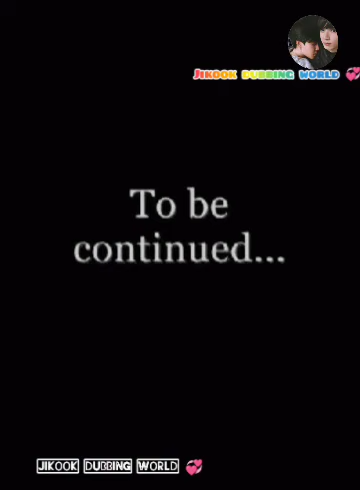 Jikook dubbing world 💞
To be
continued...
JIKOOK DUBBING WORLD 💞